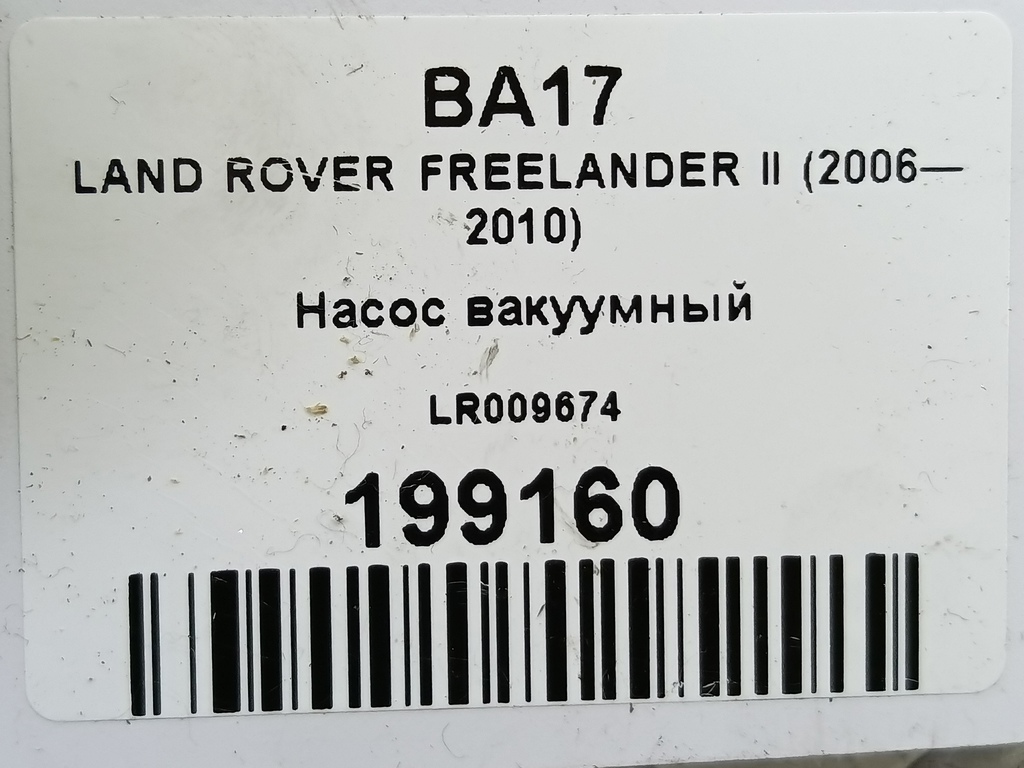 BA17
LAND ROVER FREELANDER II (2006—
2010)
Насос вакуумный
LR009674
199160